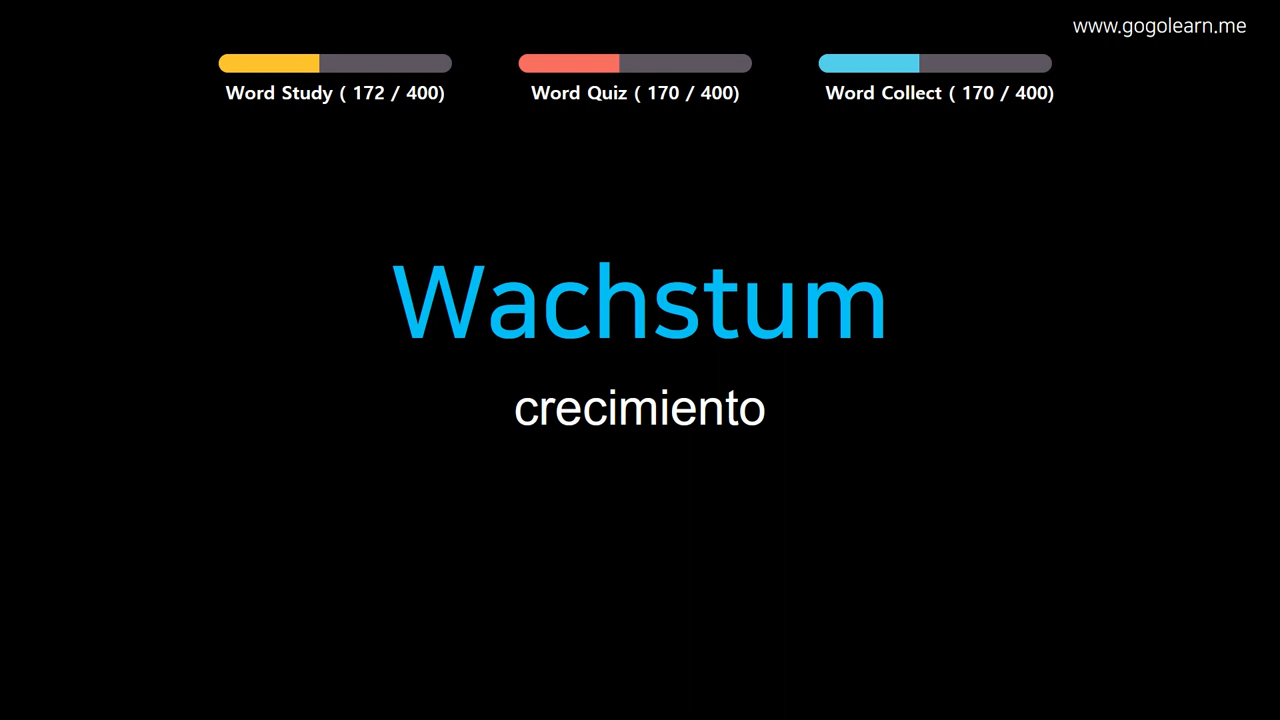 www.gogolearn.me
Word Study ( 172 / 400)
Word Quiz ( 170 / 400)
Word Collect ( 170 / 400)
Wachstum
crecimiento